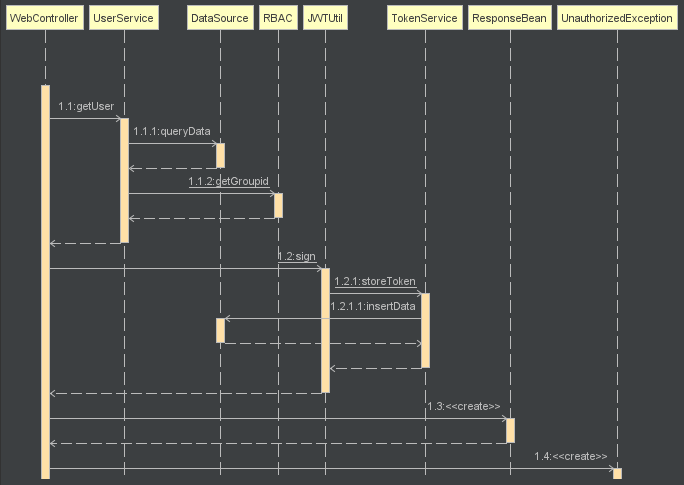 WebController
UserService
DataSource
RBAC
JWTUtil
TokenService
ResponseBean
UnauthorizedException
1.1:getUser
1.1.1:queryData
1.1.2:getGroupid
1.2:sign
1.2.1:storeToken
1.2.1.1:insertData
1.3:<<create>>
1.4:<<create>>